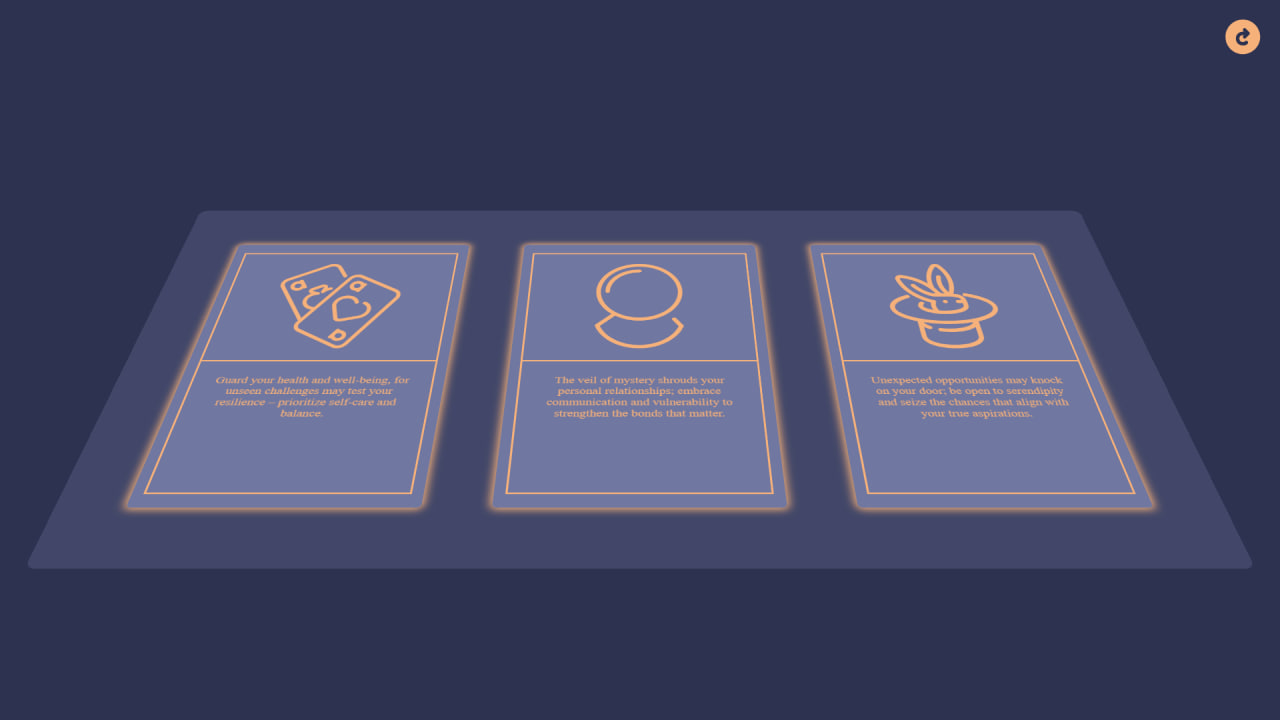 Guard your health and well-being, for
unseen challenges may test your
resilience – prioritize self-care and
balance.
The veil of mystery shrouds your
personal relationships; embrace
communication and vulnerability to
strengthen the bonds that matter.
Unexpected opportunities may knock
on your door; be open to serendipity
and seize the chances that align with
your true aspirations.